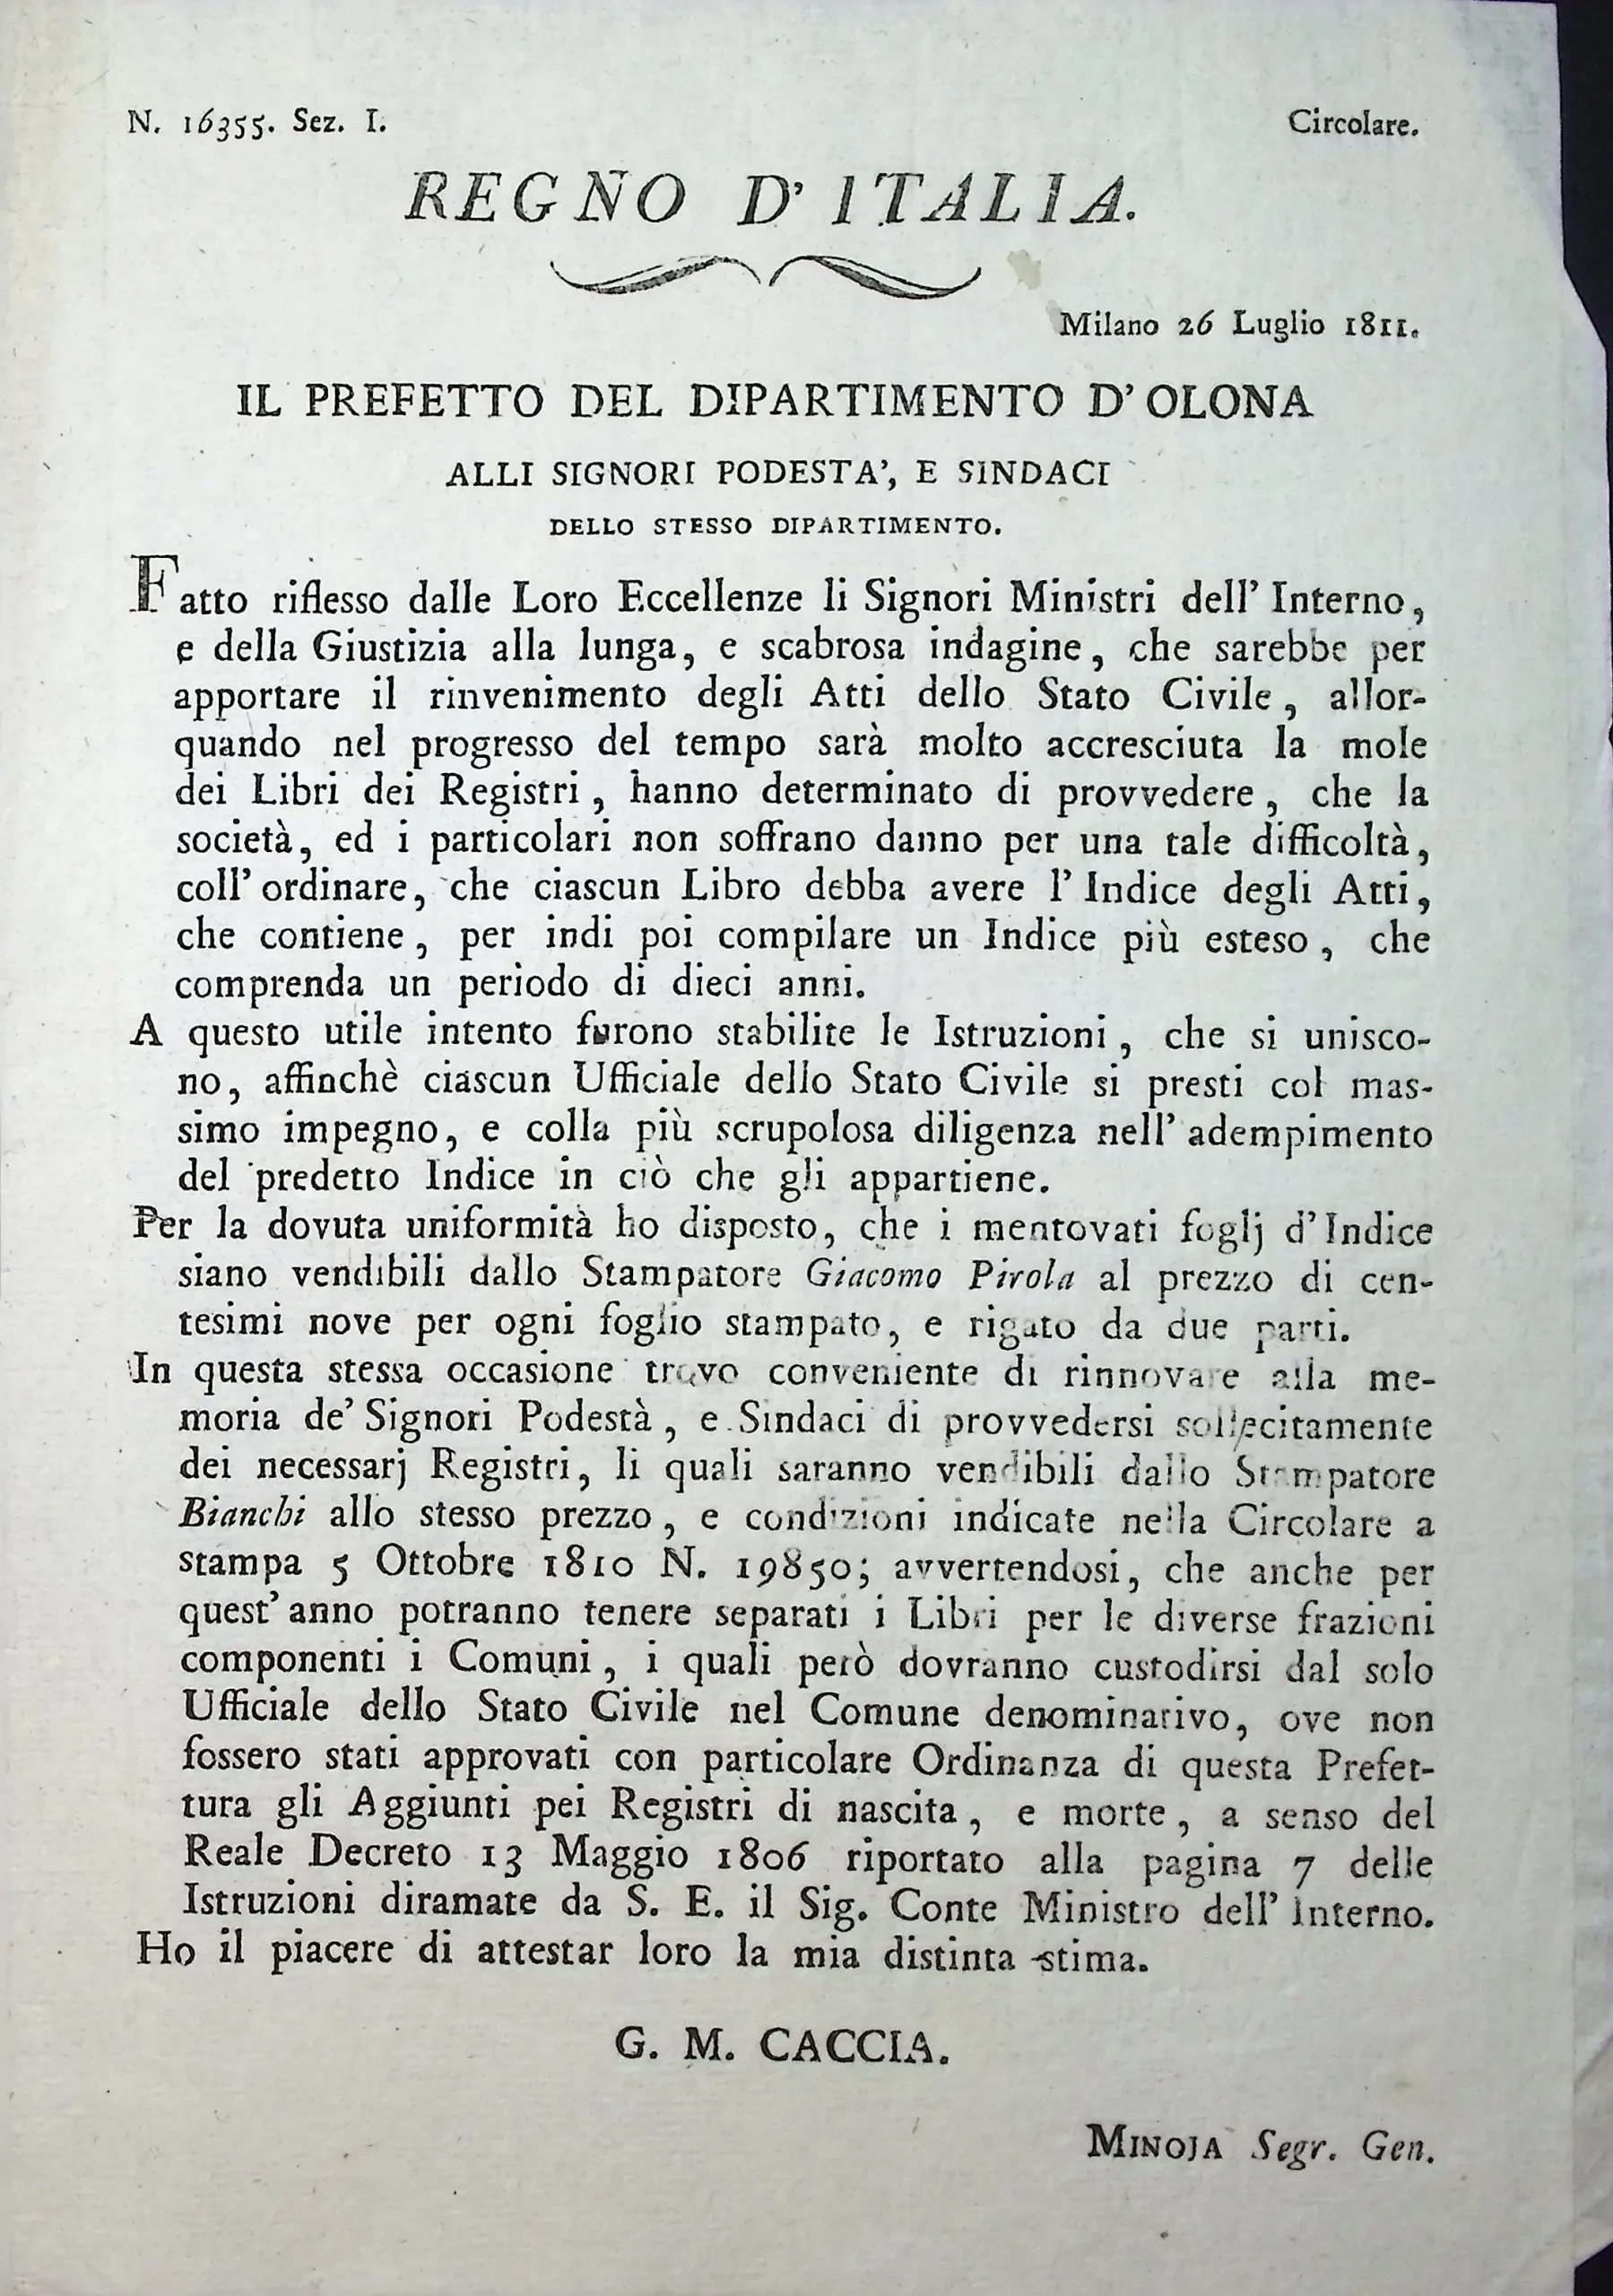 N. 16355. Sez. I.
Circolare.
REGNO D' ITALIA.
Milano 26 Luglio 1811.
IL PREFETTO DEL DIPARTIMENTO D' OLONA
ALLI SIGNORI PODESTA', E SINDACI
DELLO STESSO DIPARTIMENTO.
Fatto riflesso dalle Loro Eccellenze li Signori Ministri dell' Interno,
e della Giustizia alla lunga, e scabrosa indagine, che sarebbe per
apportare il rinvenimento degli Atti dello Stato Civile, allor-
quando nel progresso del tempo sarà molto accresciuta la mole
dei Libri dei Registri, hanno determinato di provvedere, che la
società, ed i particolari non soffrano danno per una tale difficoltà,
coll' ordinare, che ciascun Libro debba avere l' Indice degli Atti,
che contiene, per indi poi compilare un Indice più esteso, che
comprenda un periodo di dieci anni.
A questo utile intento furono stabilite le Istruzioni, che si unisco-
no, affinchè ciascun Ufficiale dello Stato Civile si presti col mas-
simo impegno, e colla più scrupolosa diligenza nell' adempimento
del predetto Indice in ciò che gli appartiene.
Per la dovuta uniformità ho disposto, che i mentovati foglj d' Indice
siano vendibili dallo Stampatore Giacomo Pirola al prezzo di cen-
tesimi nove per ogni foglio stampato, e rigato da due parti.
In questa stessa occasione trovo conveniente di rinnovare alla me-
moria de' Signori Podestà, e Sindaci di provvedersi sollecitamente
dei necessarj Registri, li quali saranno vendibili dallo Stampatore
Bianchi allo stesso prezzo, e condizioni indicate nella Circolare a
stampa 5 Ottobre 1810 N. 19850; avvertendosi, che anche per
quest' anno potranno tenere separati i Libri per le diverse frazioni
componenti i Comuni, i quali però dovranno custodirsi dal solo
Ufficiale dello Stato Civile nel Comune denominativo, ove non
fossero stati approvati con particolare Ordinanza di questa Prefet-
tura gli Aggiunti pei Registri di nascita, e morte, a senso del
Reale Decreto 13 Maggio 1806 riportato alla pagina 7 delle
Istruzioni diramate da S. E. il Sig. Conte Ministro dell' Interno.
Ho il piacere di attestar loro la mia distinta stima.
G. M. CACCIA.
MINOJA Segr. Gen.